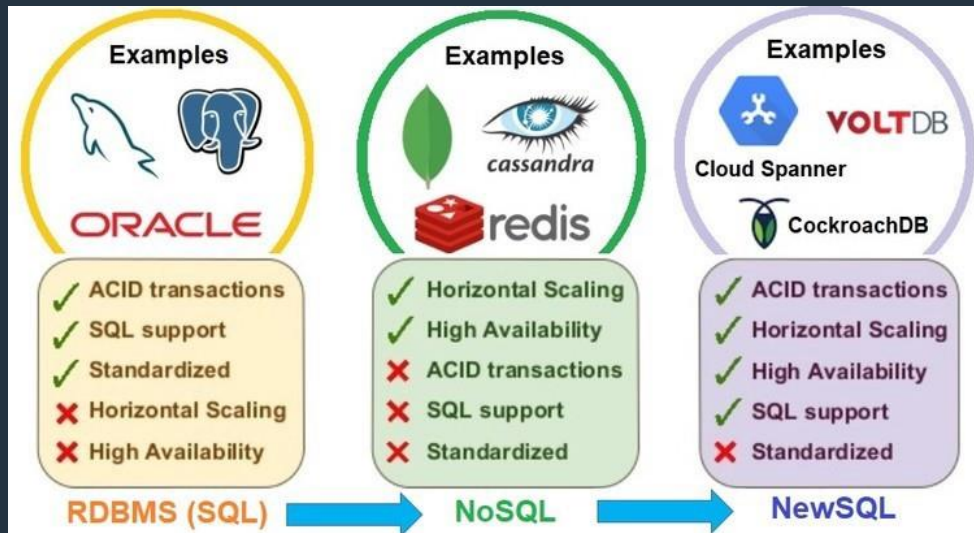 Examples
ORACLE
ACID transactions
SQL support
Standardized
Horizontal Scaling
High Availability
RDBMS (SQL)
Examples
cassandra
redis
Horizontal Scaling
High Availability
ACID transactions
SQL support
Standardized
NoSQL
Examples
VOLTDB
Cloud Spanner
CockroachDB
ACID transactions
Horizontal Scaling
High Availability
SQL support
Standardized
NewSQL